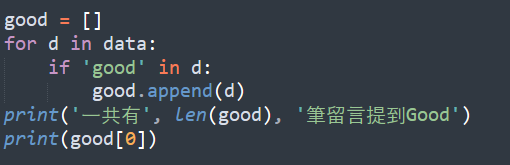 good = []
for d in data:
    if 'good' in d:
        good.append(d)
print('一共有', len(good), '筆留言提到Good')
print(good[0])